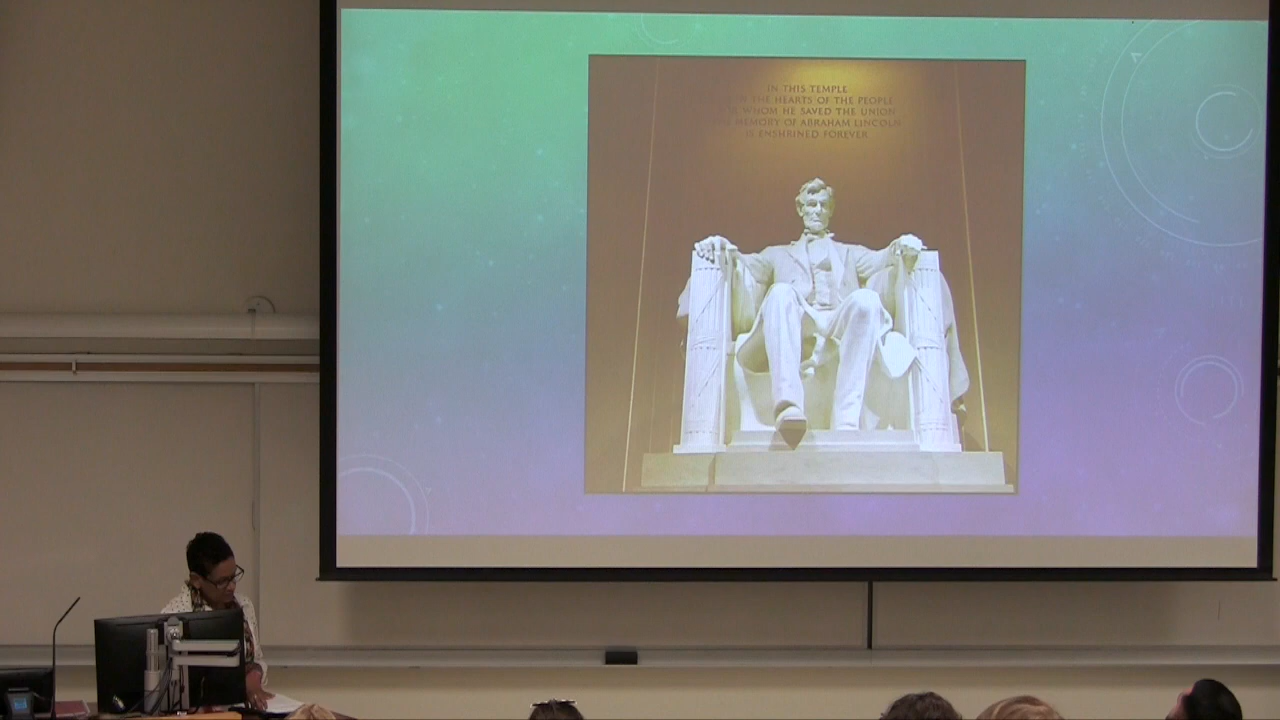 IN THIS TEMPLE
IN THE HEARTS OF THE PEOPLE
WHOM HE SAVED THE UNION
MEMORY OF ABRAHAM LINCOLN
IS ENSHRINED FOREVER